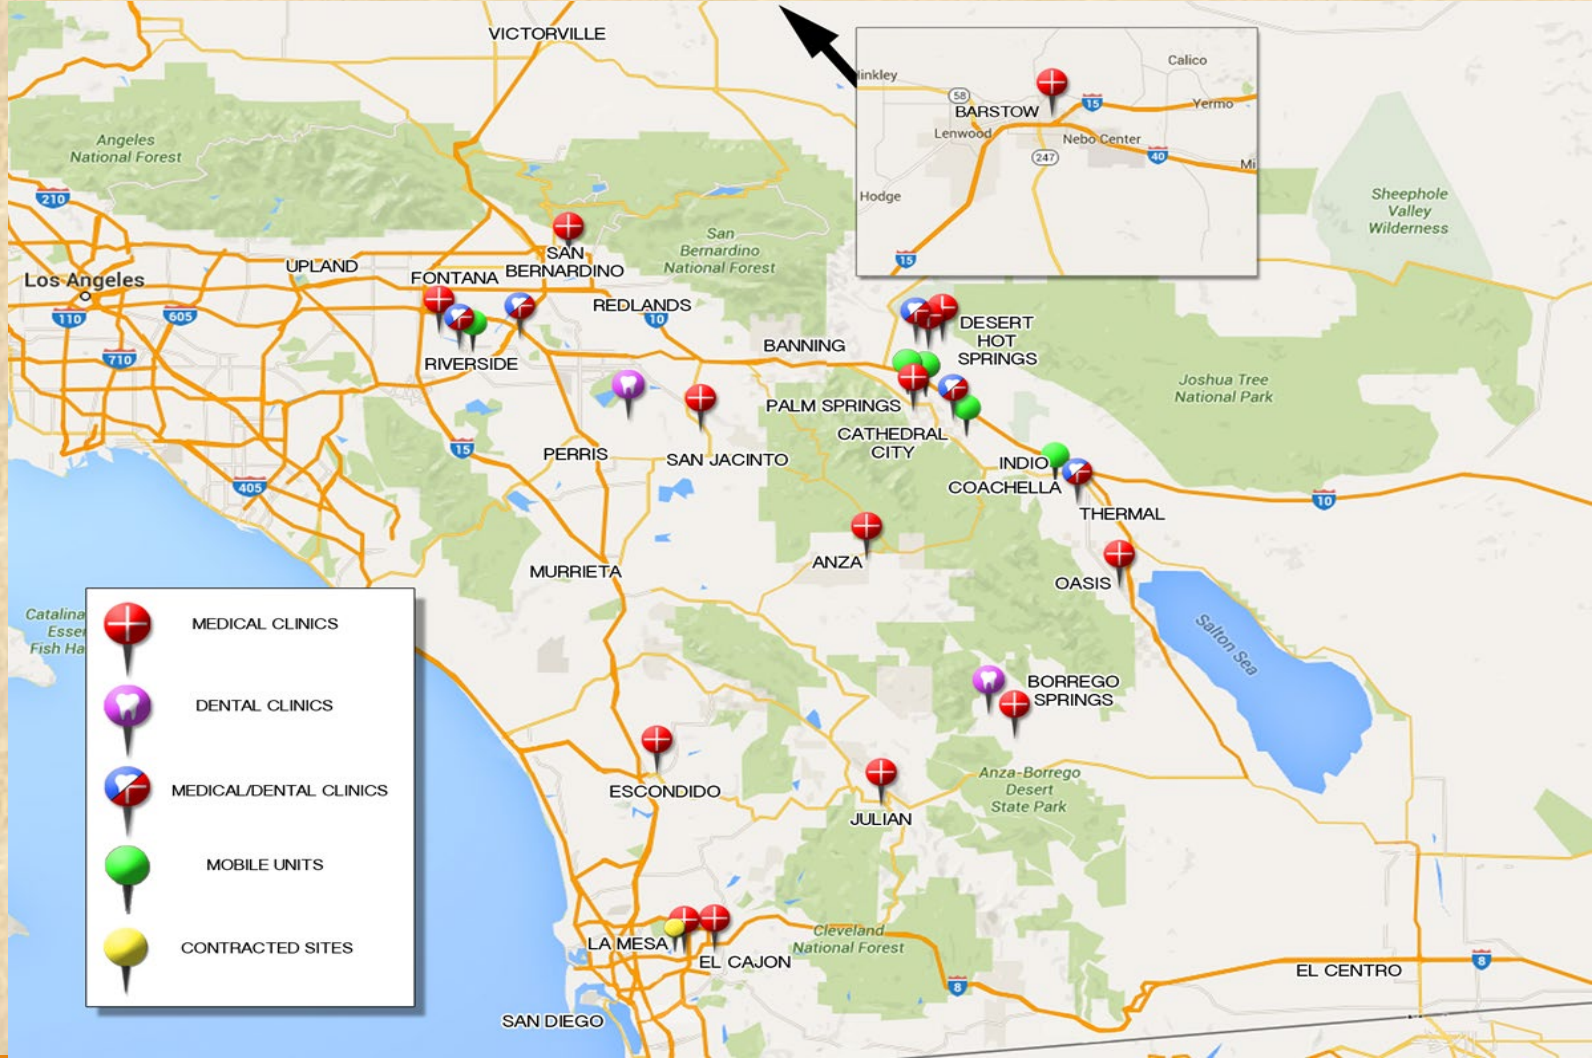 VICTORVILLE
Angeles
National Forest
210
Los Angeles
110
605
710
405
UPLAND
FONTANA
SAN
BERNARDINO
San
Bernardino
National Forest
REDLANDS
10
RIVERSIDE
15
PERRIS
SAN JACINTO
BANNING
Calico
58
15
BARSTOW
Yermo
Lenwood
Nebo Center
247
40
Hodge
15
Sheephole
Valley
Wilderness
DESERT
HOT
SPRINGS
Joshua Tree
National Park
PALM SPRINGS
CATHEDRAL
CITY
INDIO
COACHELLA
10
THERMAL
MURRIETA
ANZA
OASIS
Salton Sea
BORREGO
SPRINGS
Catalina
Esse
Fish Ha
MEDICAL CLINICS
DENTAL CLINICS
MEDICAL/DENTAL CLINICS
MOBILE UNITS
CONTRACTED SITES
ESCONDIDO
JULIAN
Anza-Borrego
Desert
State Park
LA MESA
EL CAJON
Cleveland
National Forest
8
EL CENTRO
8
SAN DIEGO